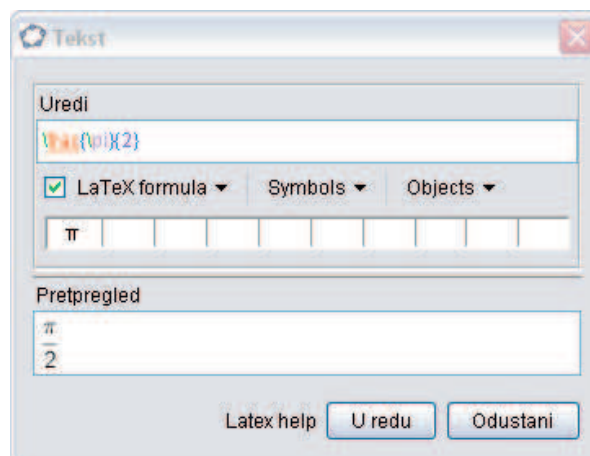 Tekst
Uredi
\frac{\pi}{2}
LaTeX formula Symbols Objects
π
Pretpregled
π
2
Latex help U redu Odustani